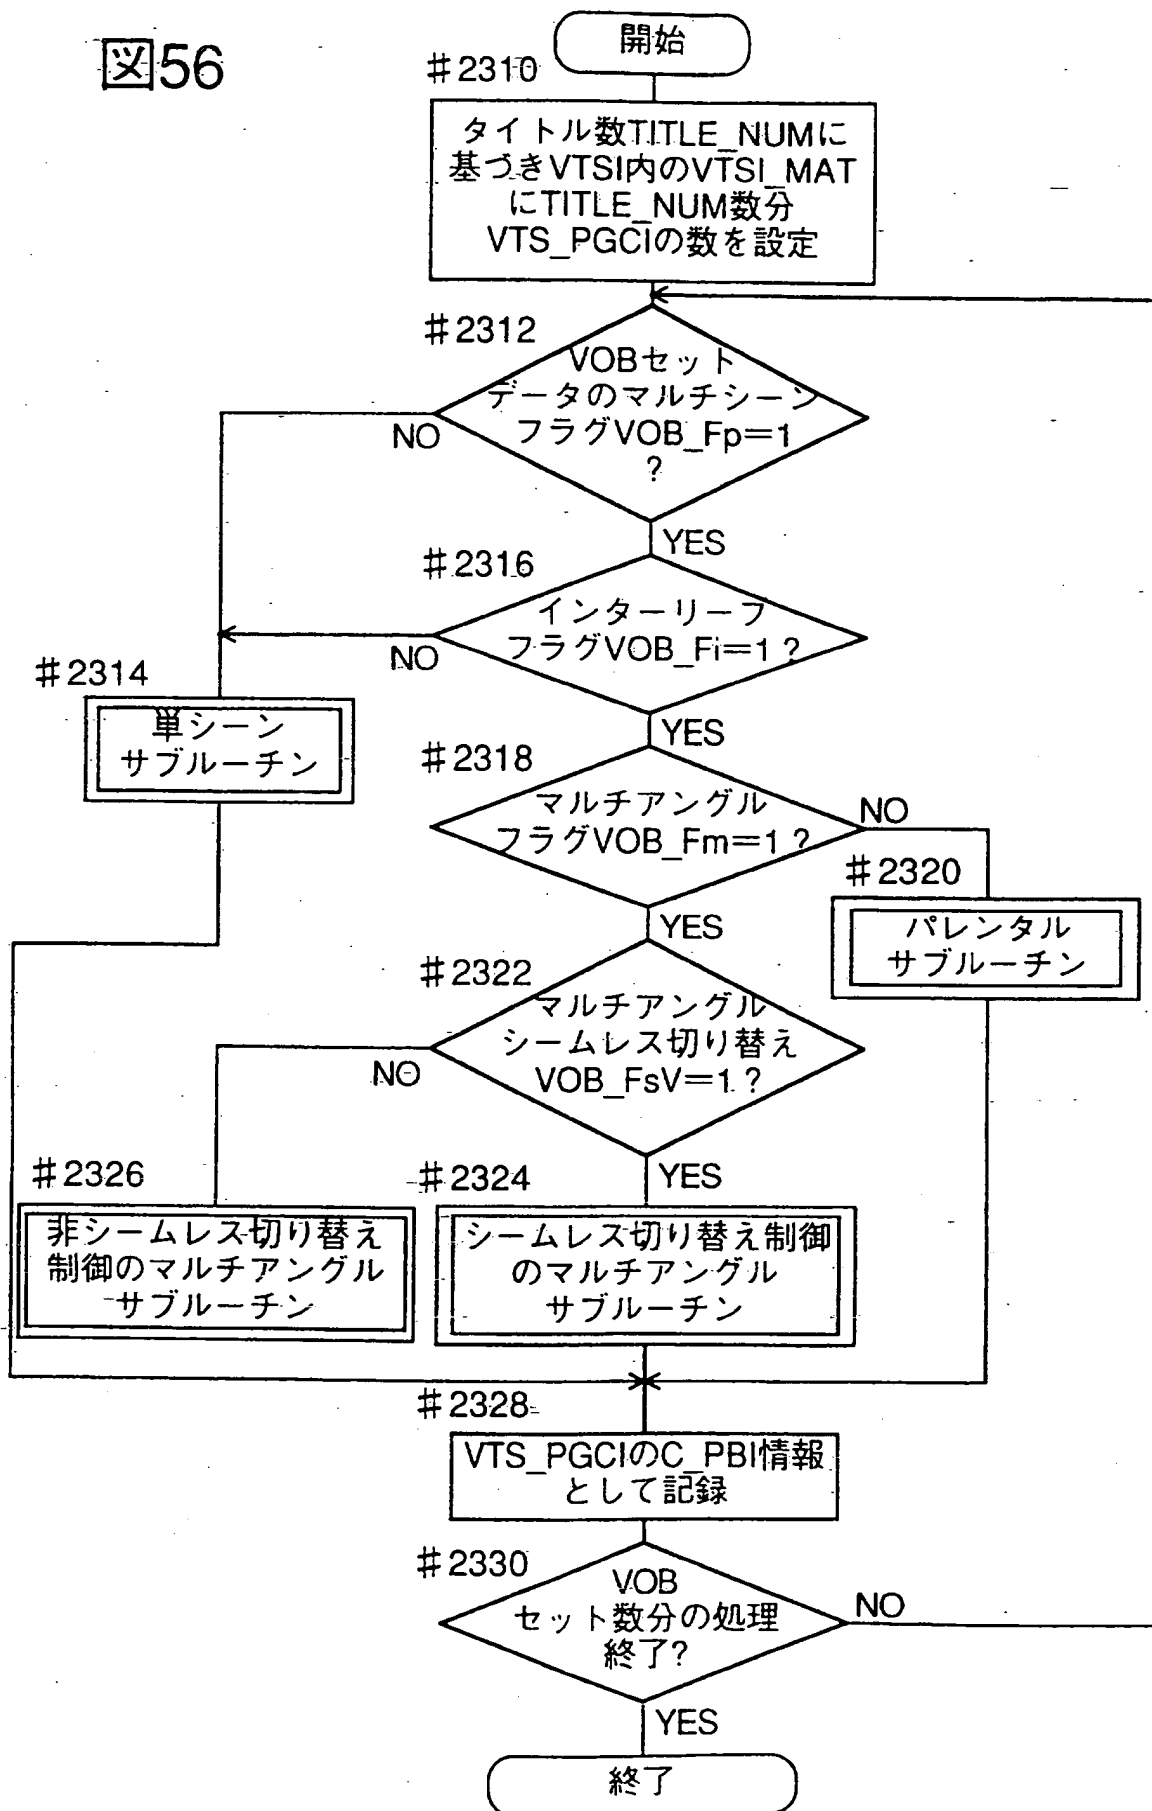 図56
開始
#2310
タイトル数TITLE_NUMに
基づきVTSI内のVTSI_MAT
にTITLE_NUM数分
VTS_PGCIの数を設定
#2312
VOBセット
データのマルチシーン
フラグVOB_Fp=1
?
NO
YES
#2316
インターリーフ
フラグVOB_Fi=1?
NO
YES
#2314
単シーン
サブルーチン
#2318
マルチアングル
フラグVOB_Fm=1?
NO
YES
#2320
パレンタル
サブルーチン
#2322
マルチアングル
シームレス切り替え
VOB_FsV=1?
NO
YES
#2326
非シームレス切り替え
制御のマルチアングル
サブルーチン
#2324
シームレス切り替え制御
のマルチアングル
サブルーチン
#2328
VTS_PGCIのC_PBI情報
として記録
#2330
VOB
セット数分の処理
終了?
NO
YES
終了